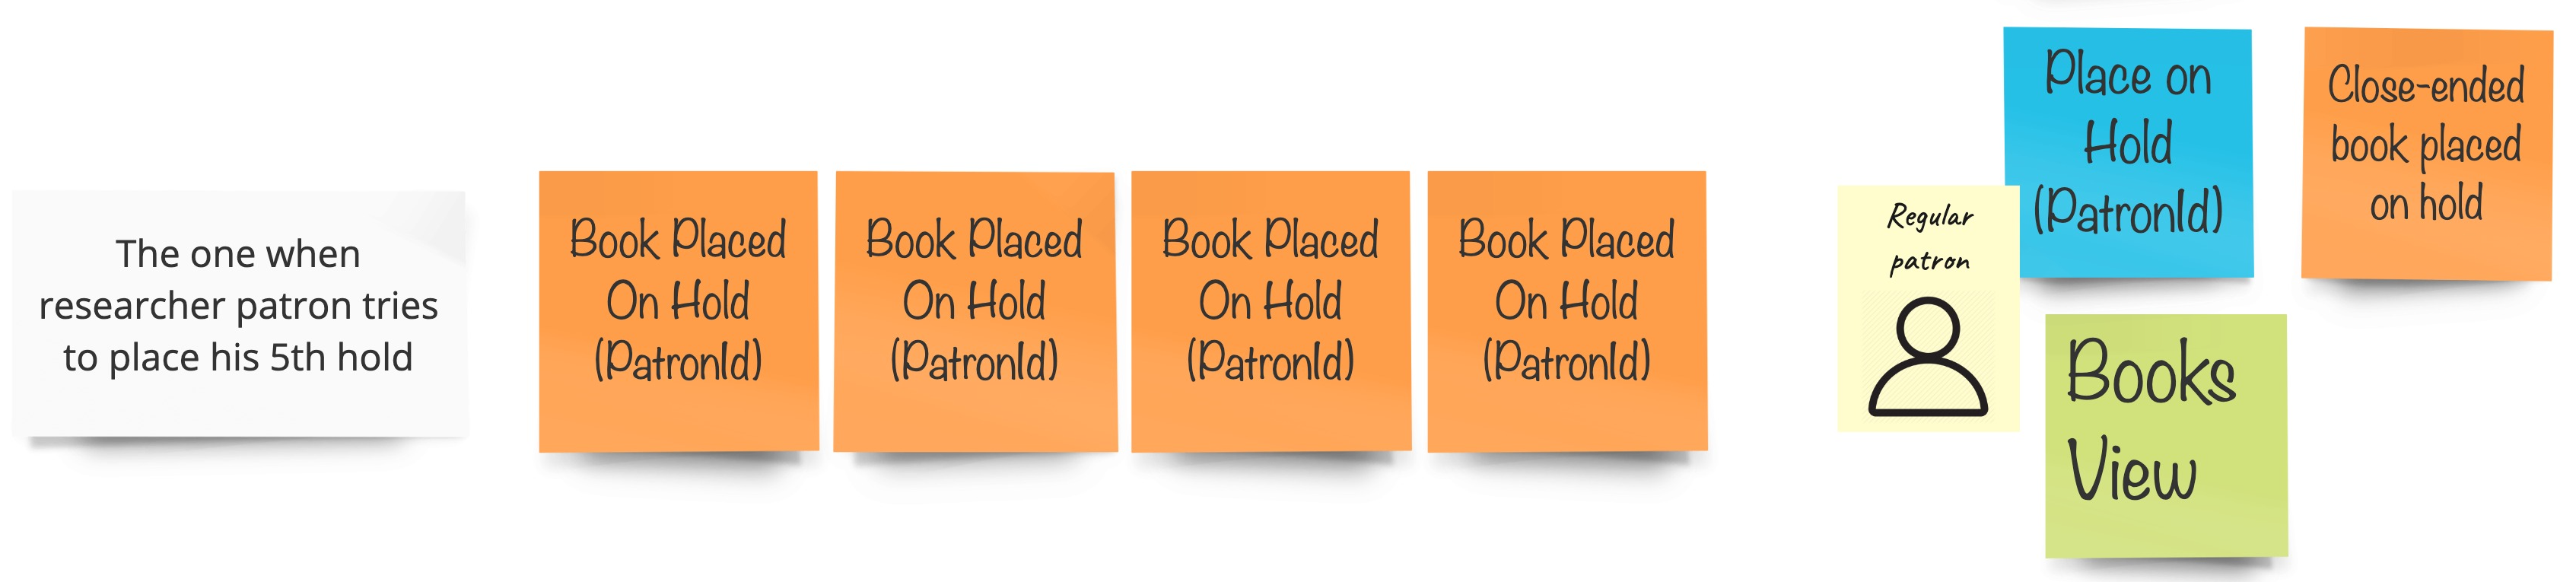 The one when
researcher patron tries
to place his 5th hold
Book Placed
On Hold
(PatronId)
Book Placed
On Hold
(PatronId)
Book Placed
On Hold
(PatronId)
Book Placed
On Hold
(PatronId)
Regular
patron
Place on
Hold
(PatronId)
Books
View
Close-ended
book placed
on hold